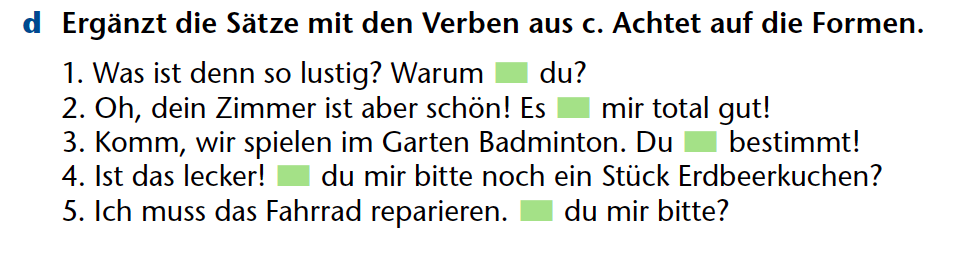 d Ergänzt die Sätze mit den Verben aus c. Achtet auf die Formen.
1. Was ist denn so lustig? Warum du?
2. Oh, dein Zimmer ist aber schön! Es mir total gut!
3. Komm, wir spielen im Garten Badminton. Du bestimmt!
4. Ist das lecker! du mir bitte noch ein Stück Erdbeerkuchen?
5. Ich muss das Fahrrad reparieren. du mir bitte?